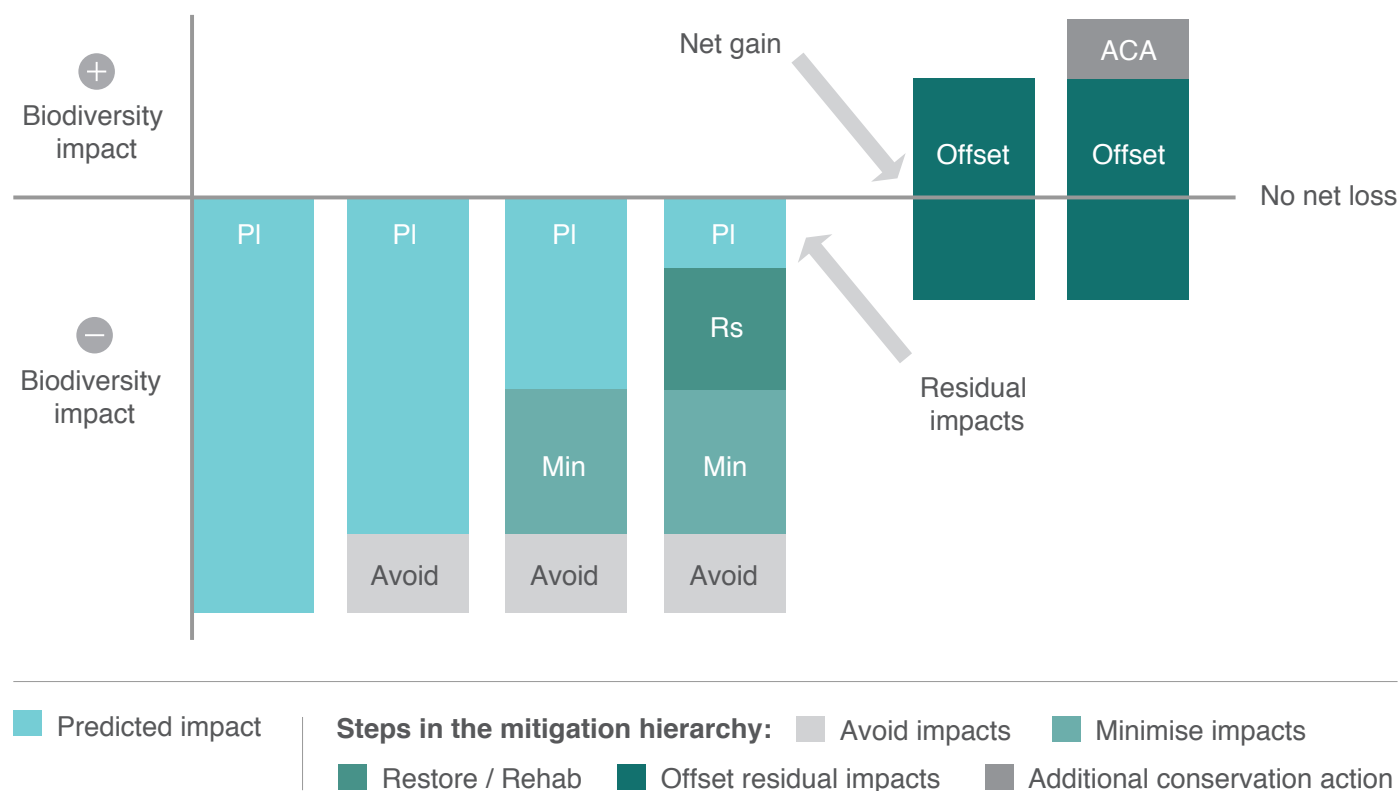 +
Biodiversity
impact
Net gain
ACA
Offset
Offset
No net loss
PI
PI
PI
PI
Rs
−
Biodiversity
impact
Residual
impacts
Min
Min
Avoid
Avoid
Avoid
Predicted impact
Steps in the mitigation hierarchy:
Avoid impacts
Minimise impacts
Restore / Rehab
Offset residual impacts
Additional conservation action